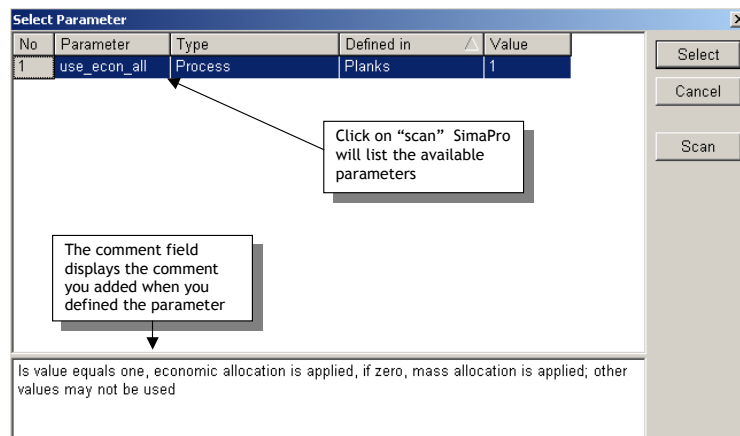 Select Parameter
No Parameter Type Defined in Value
1 use_econ_all Process Planks 1
Select
Cancel
Scan
Click on “scan” SimaPro
will list the available
parameters
The comment field
displays the comment
you added when you
defined the parameter
Is value equals one, economic allocation is applied, if zero, mass allocation is applied; other
values may not be used